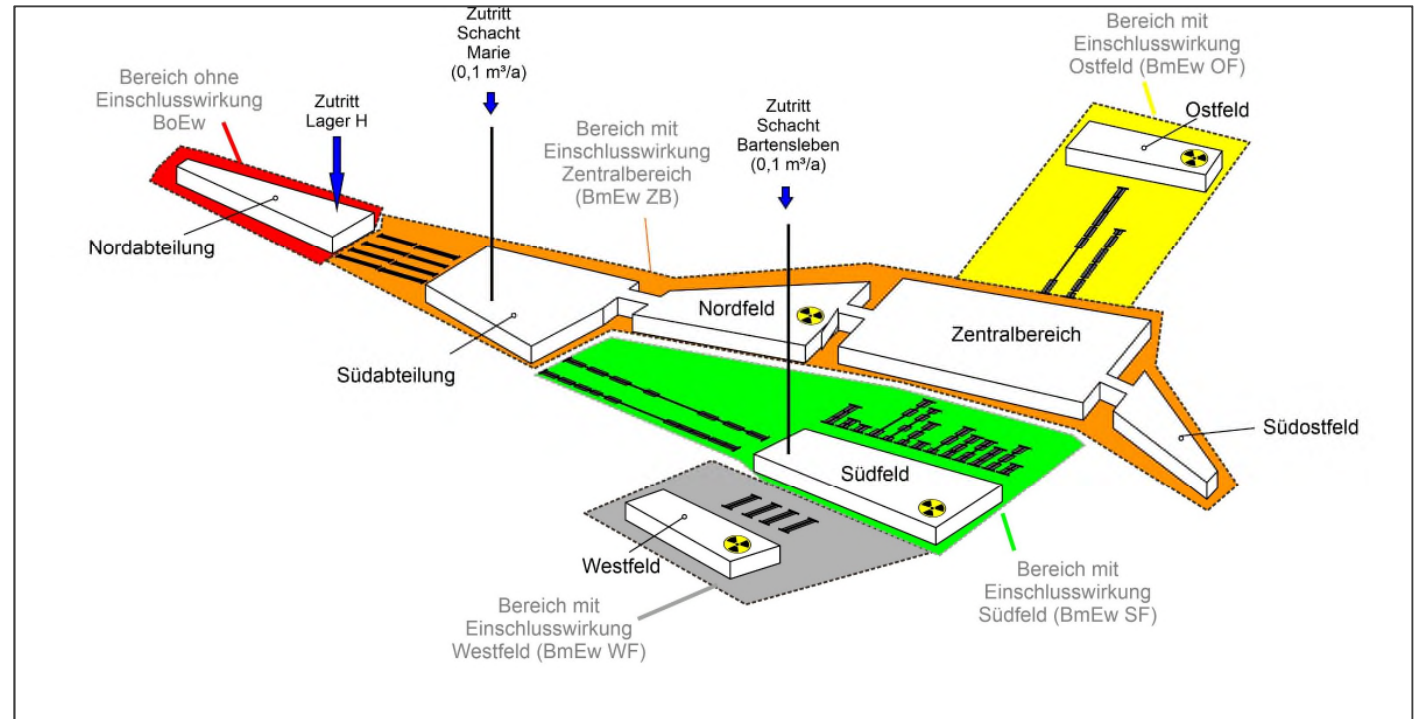 Zutritt
Schacht
Marie
(0,1 m³/a)
Bereich mit
Einschlusswirkung
Ostfeld (BmEw OF)
Bereich ohne
Einschlusswirkung
BoEw
Zutritt
Lager H
Bereich mit
Einschlusswirkung
Zentralbereich
(BmEw ZB)
Zutritt
Schacht
Bartensleben
(0,1 m³/a)
Ostfeld
Nordabteilung
Nordfeld
Zentralbereich
Südabteilung
Südostfeld
Südfeld
Westfeld
Bereich mit
Einschlusswirkung
Westfeld (BmEw WF)
Bereich mit
Einschlusswirkung
Südfeld (BmEw SF)